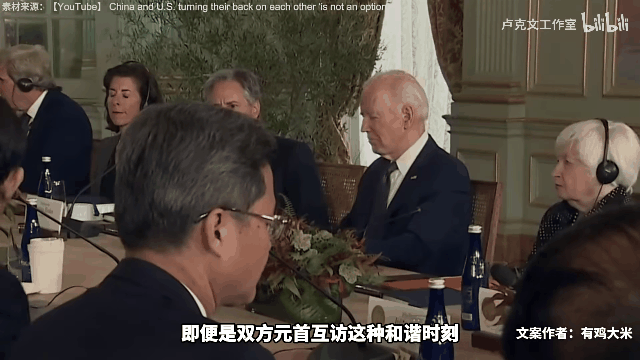 素材来源：【YouTube】 China and U.S. turning their back on each other 'is not an option'
卢克文工作室 bilibili
即便是双方元首互访这种和谐时刻
文案作者：有鸡大米